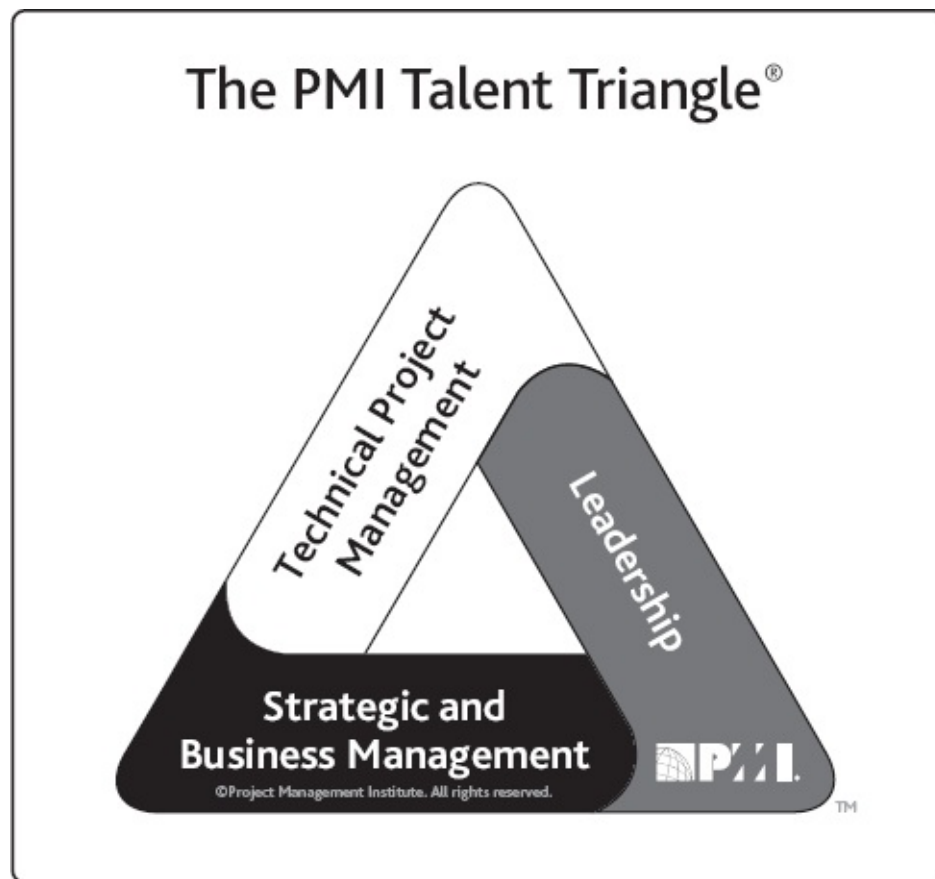 The PMI Talent Triangle®
Technical Project
Management
Leadership
Strategic and
Business Management
©Project Management Institute. All rights reserved.
PMI.
TM